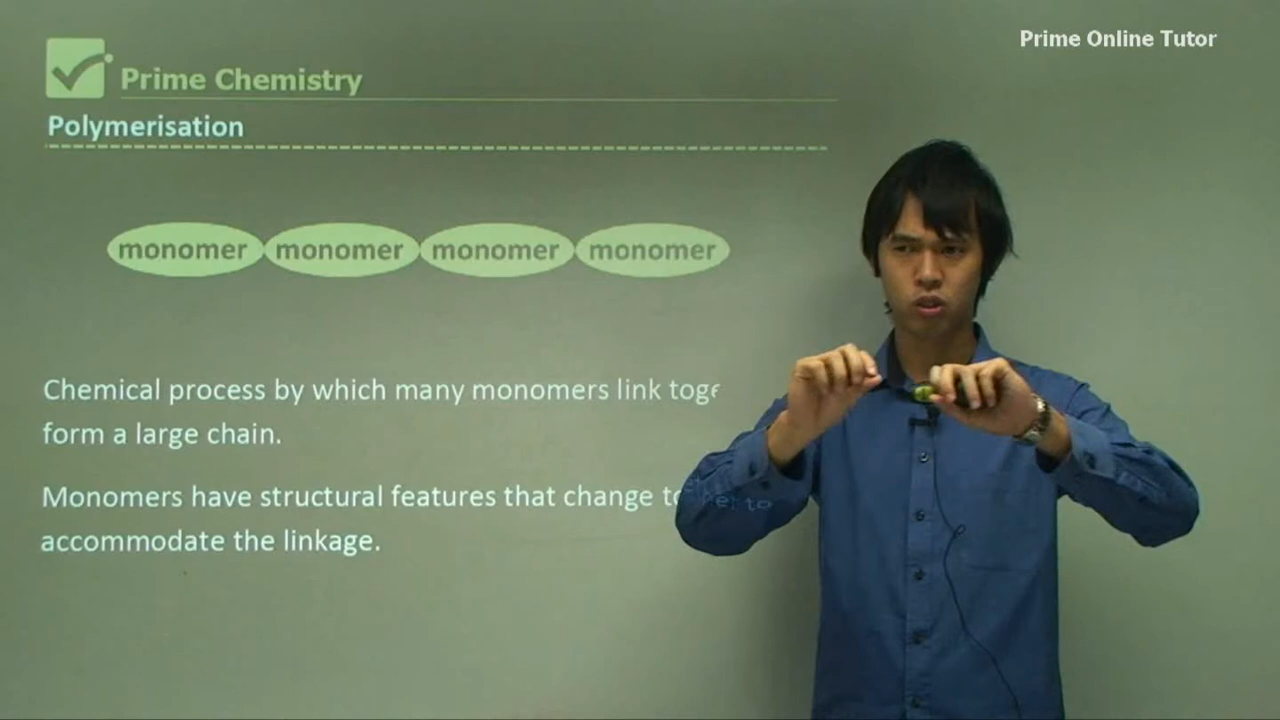 Prime Online Tutor
Prime Chemistry
Polymerisation
monomer monomer monomer monomer
Chemical process by which many monomers link
form a large chain.
Monomers have structural features that change to
accommodate the linkage.